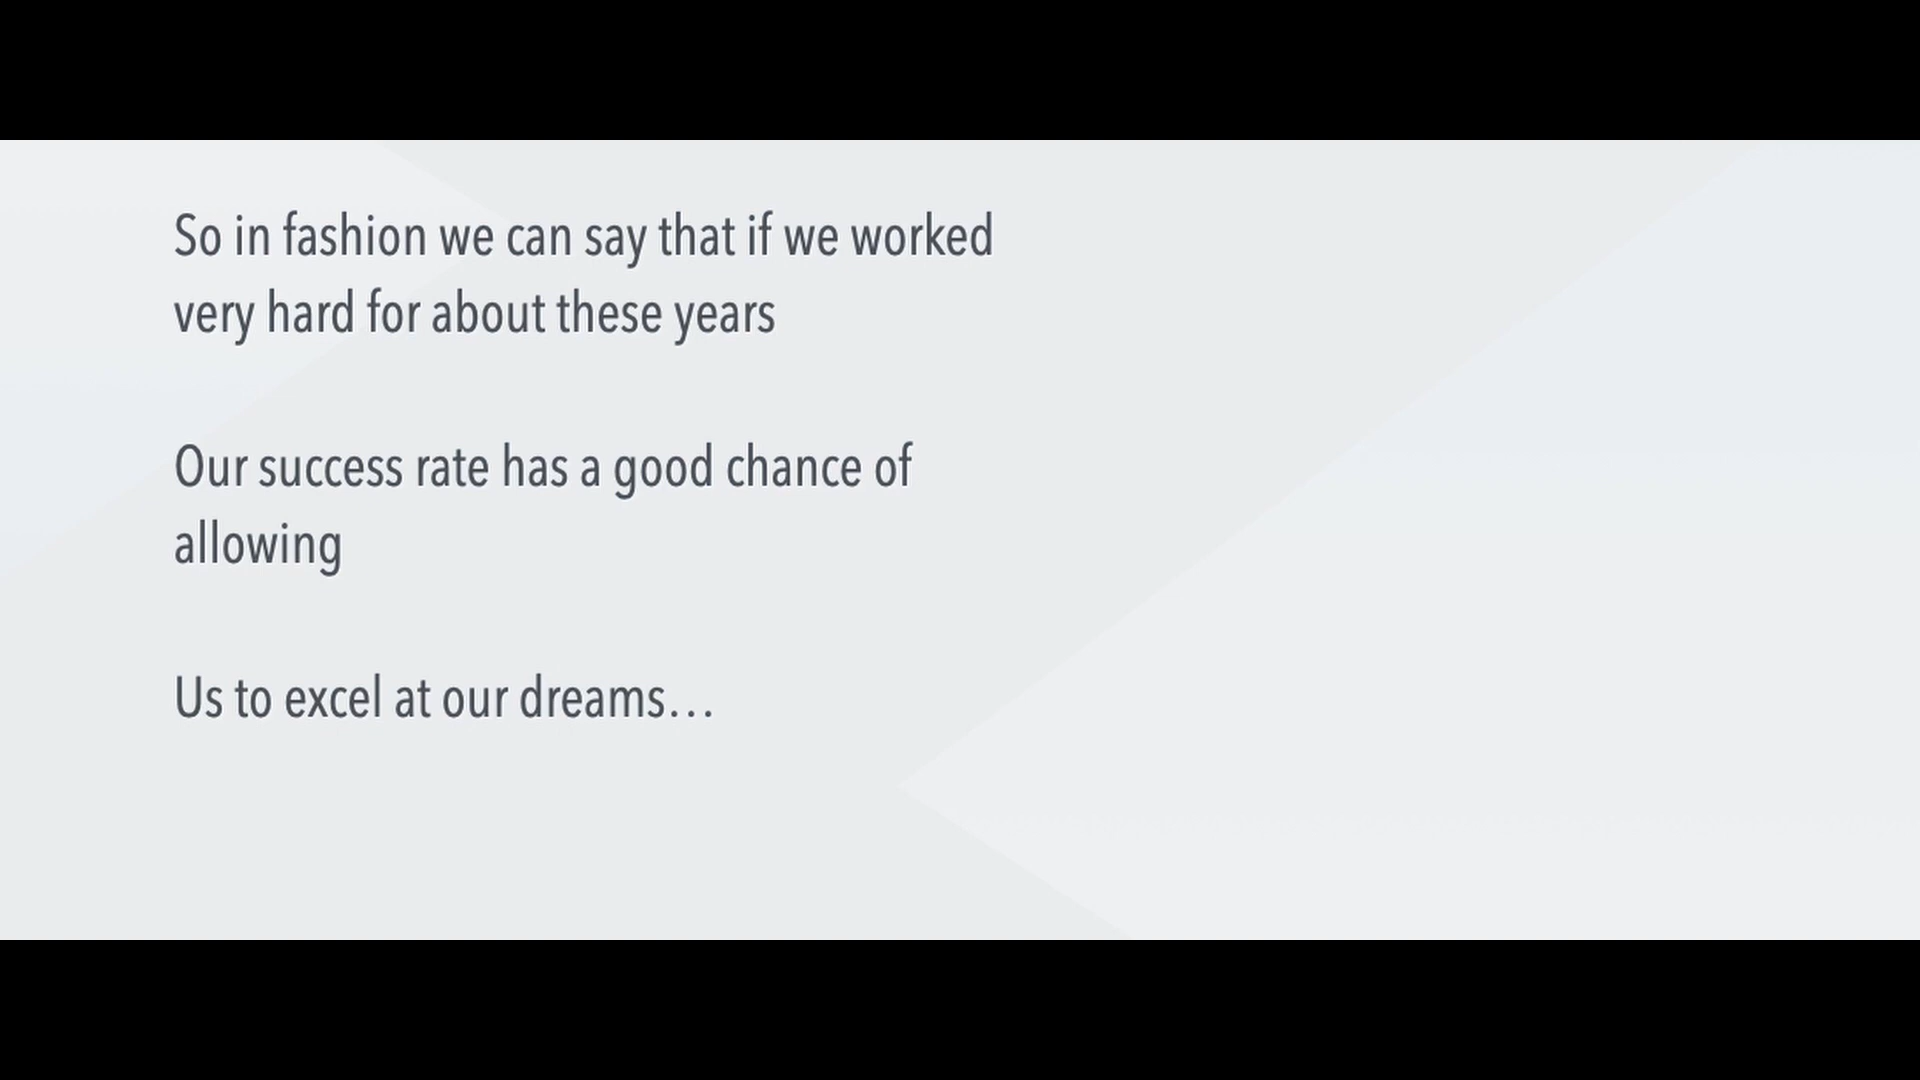 So in fashion we can say that if we worked
very hard for about these years
Our success rate has a good chance of
allowing
Us to excel at our dreams…